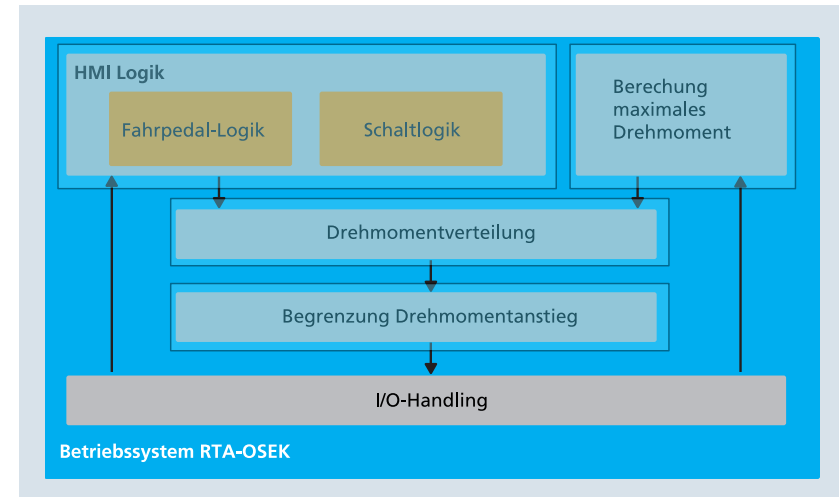 HMI Logik
Fahrpedal-Logik
Schaltlogik
Berechung
maximales
Drehmoment
Drehmomentverteilung
Begrenzung Drehmomentanstieg
I/O-Handling
Betriebssystem RTA-OSEK